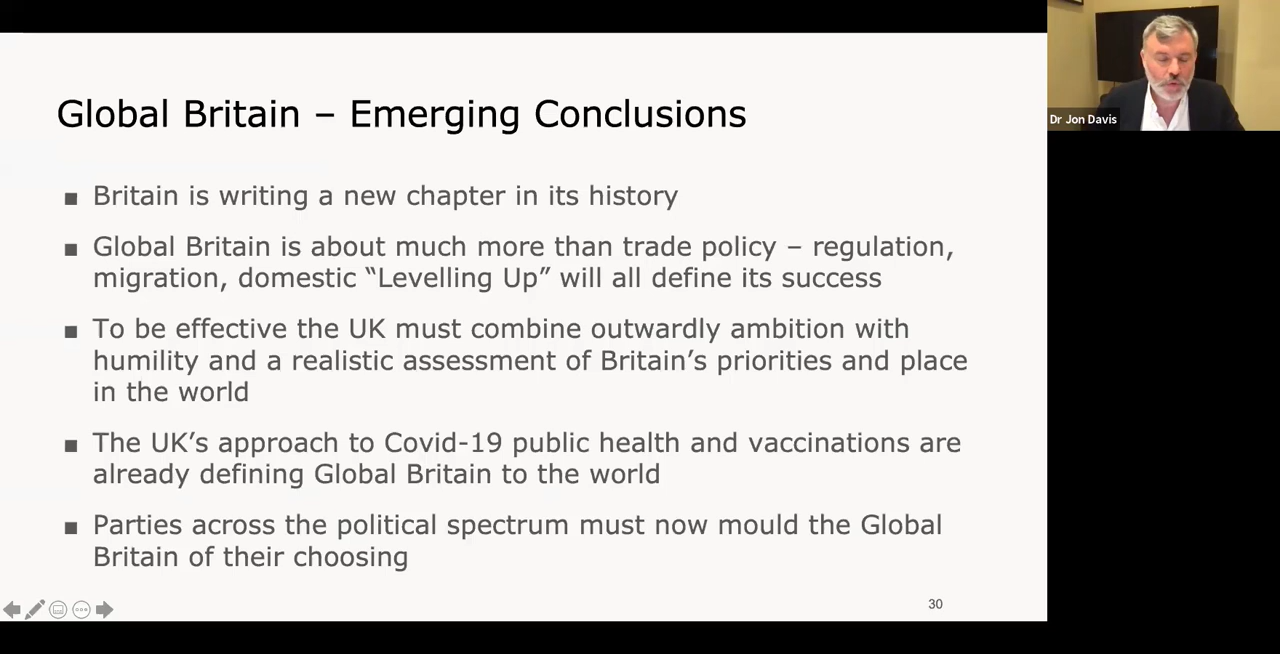 Global Britain – Emerging Conclusions
Dr Jon Davis
■ Britain is writing a new chapter in its history
■ Global Britain is about much more than trade policy – regulation,
migration, domestic “Levelling Up” will all define its success
■ To be effective the UK must combine outwardly ambition with
humility and a realistic assessment of Britain’s priorities and place
in the world
■ The UK’s approach to Covid-19 public health and vaccinations are
already defining Global Britain to the world
■ Parties across the political spectrum must now mould the Global
Britain of their choosing
30